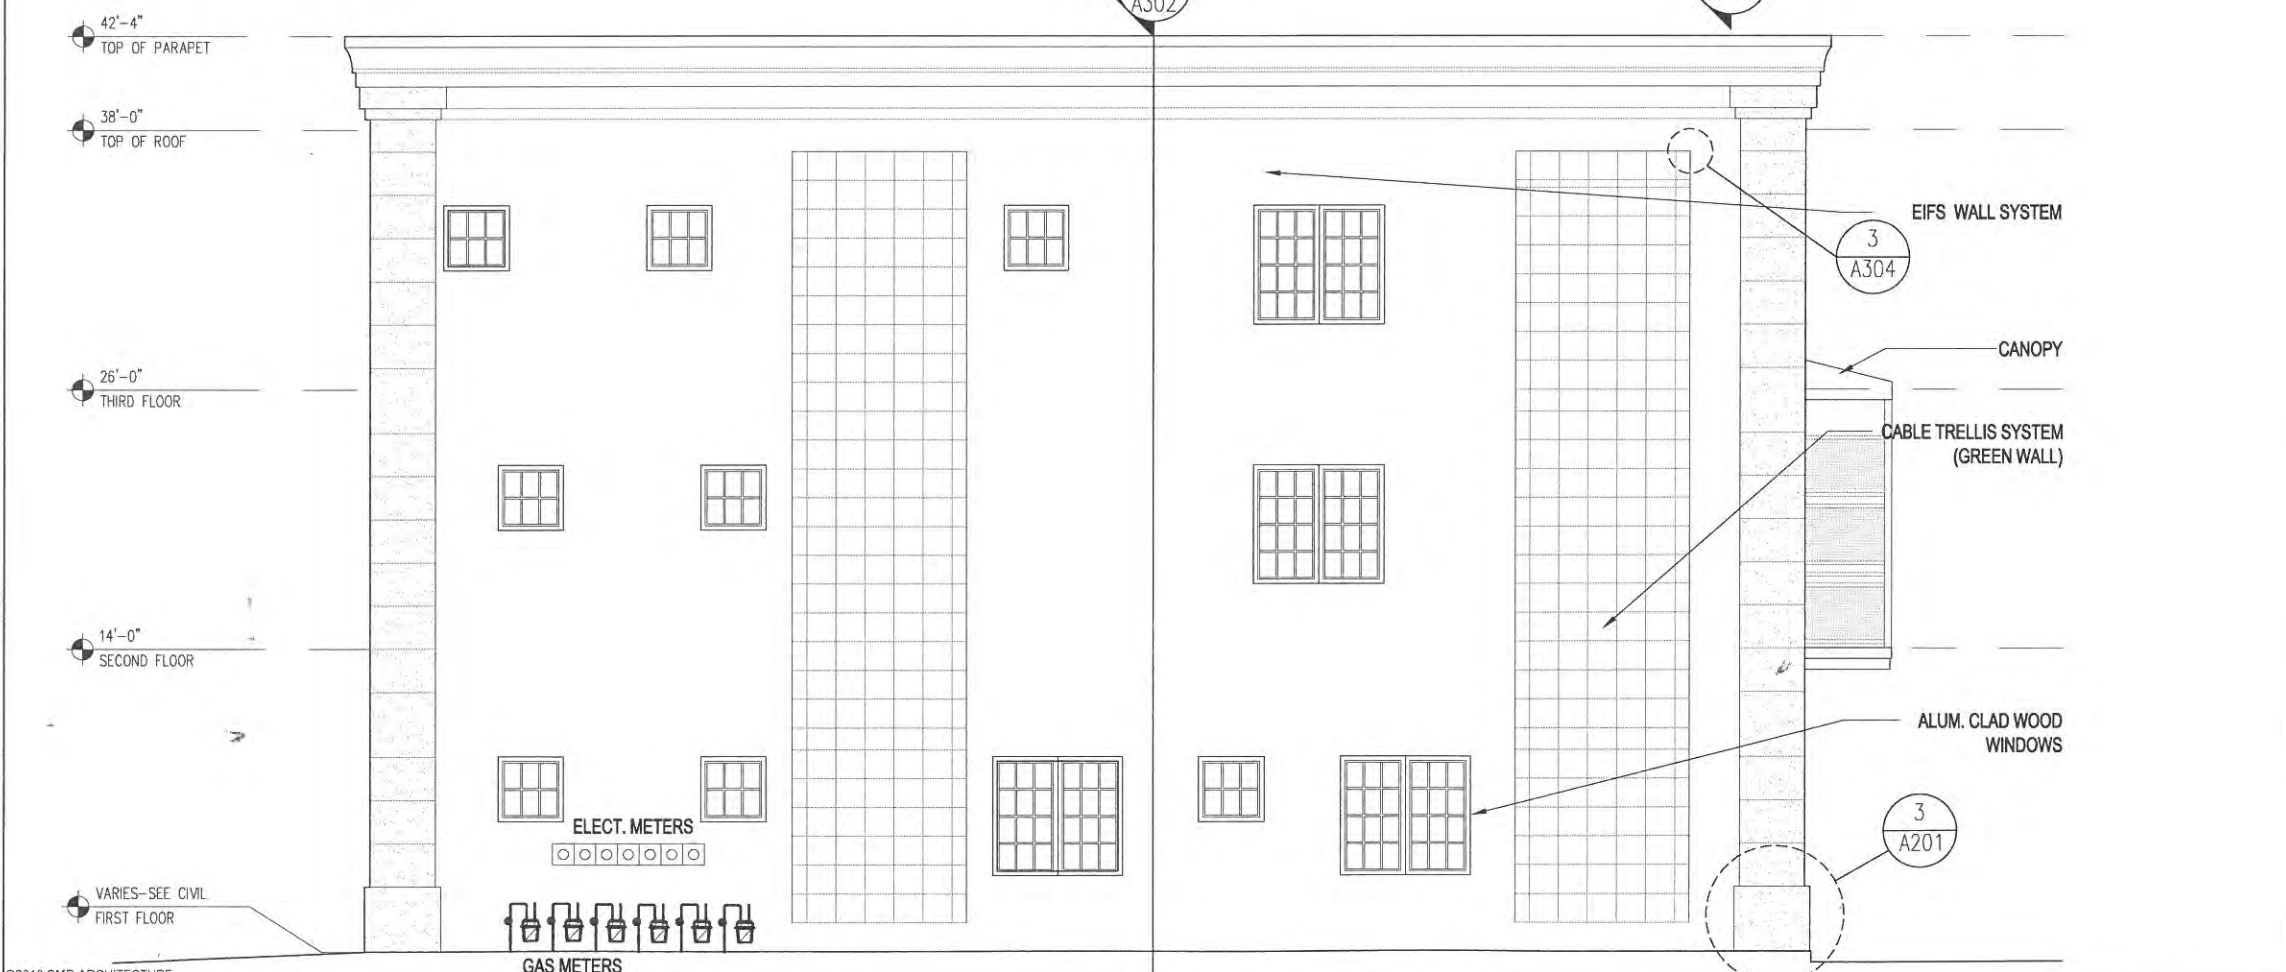 A302
42'-4"
TOP OF PARAPET
38'-0"
TOP OF ROOF
EIFS WALL SYSTEM
3
A304
CANOPY
26'-0"
THIRD FLOOR
CABLE TRELLIS SYSTEM
(GREEN WALL)
14'-0"
SECOND FLOOR
ALUM. CLAD WOOD
WINDOWS
ELECT. METERS
3
A201
VARIES-SEE CIVIL
FIRST FLOOR
GAS METERS
ARCHITECTURE